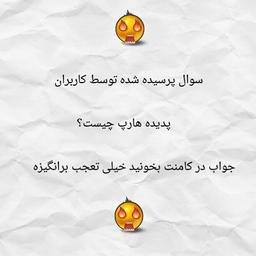 سوال پرسیده شده توسط کاربران
پدیده هارپ چیست؟
جواب در کامنت بخونید خیلی تعجب برانگیزه